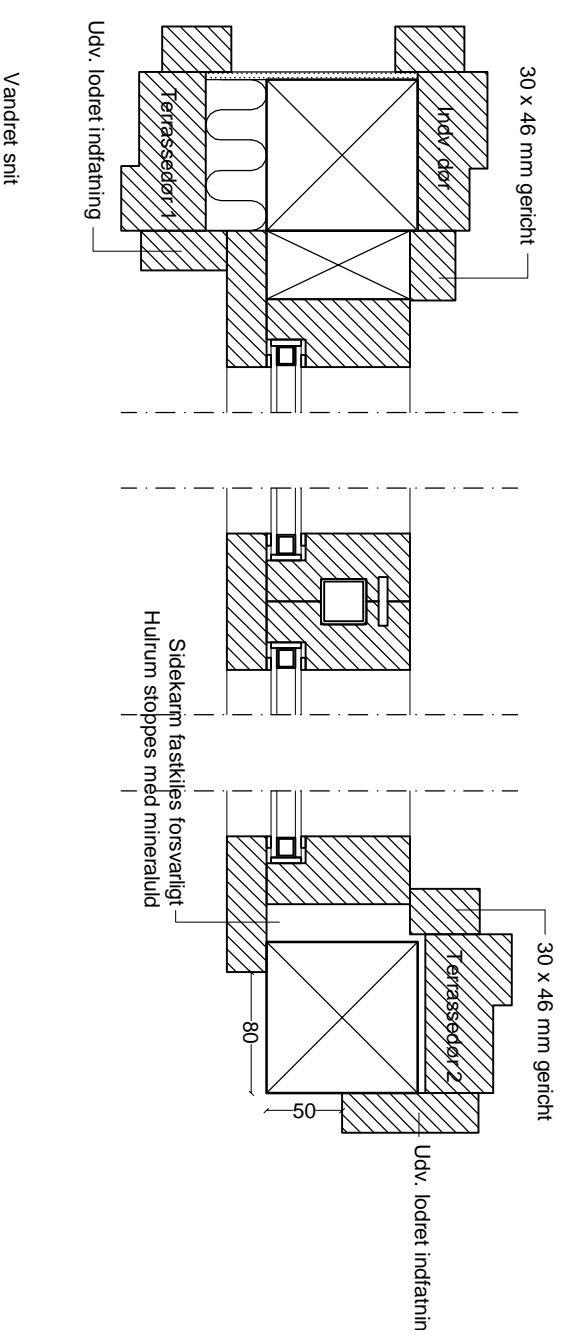 30 x 46 mm gericht
Indv. dør
Terrassedør 1
Udv. lodret indfatning
Vandret snit
Sidekarm fastkiles forsvarligt
Hulrum stoppes med mineraluld
30 x 46 mm gericht
Terrassedør 2
80
50
Udv. lodret indfatnin